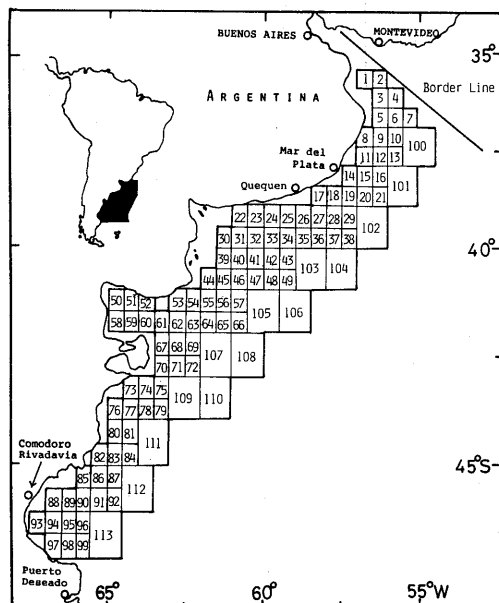 BUENOS AIRES
MONTEVIDEO
35°
1 2
Border Line
3 4
ARGENTINA
5 6 7
8 9 10
100
Mar del
Plata
11 12 13
14 15 16
101
Quequen
17 18 19 20 21
22 23 24 25 26 27 28 29
102
30 31 32 33 34 35 36 37 38
40°
39 40 41 42 43
103 104
44 45 46 47 48 49
50 51 52 53 54 55 56 57
105 106
58 59 60 61 62 63 64 65 66
67 68 69
107 108
70 71 72
73 74 75
109 110
76 77 78 79
80 81
111
Comodoro
Rivadavia
82 83 84
45°S
85 86 87
112
88 89 90 91 92
93 94 95 96
113
97 98 99
Puerto
Deseado
65° 60° 55°W